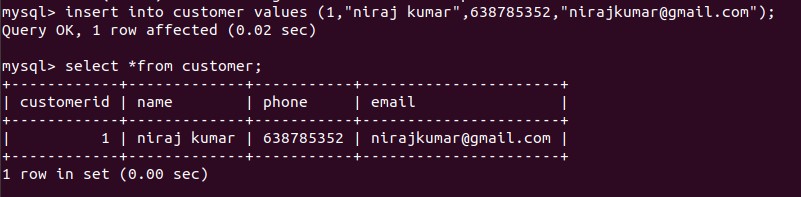 mysql> insert into customer values (1,"niraj kumar",638785352,"nirajkumar@gmail.com");
Query OK, 1 row affected (0.02 sec)
mysql> select *from customer;
+------------+-------------+-----------+----------------------+
| customerid | name        | phone     | email                |
+------------+-------------+-----------+----------------------+
|          1 | niraj kumar | 638785352 | nirajkumar@gmail.com |
+------------+-------------+-----------+----------------------+
1 row in set (0.00 sec)